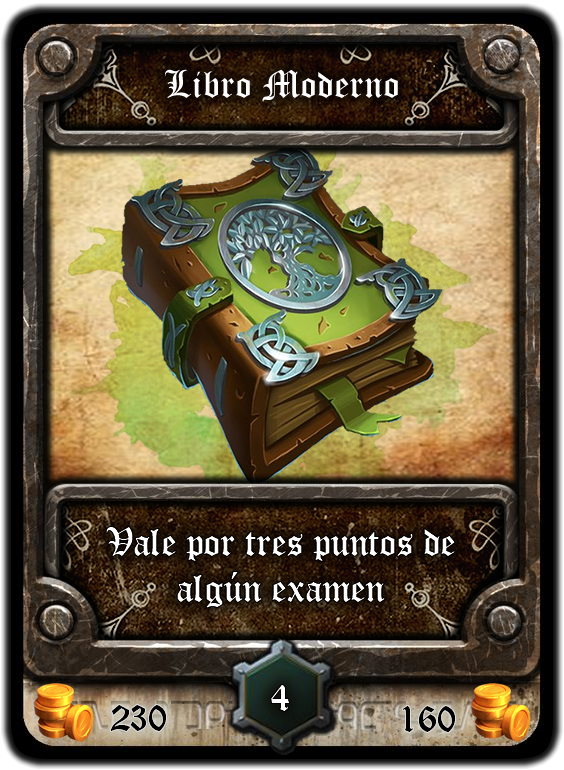 Libro Moderno
Vale por tres puntos de
algún examen
230
4
160